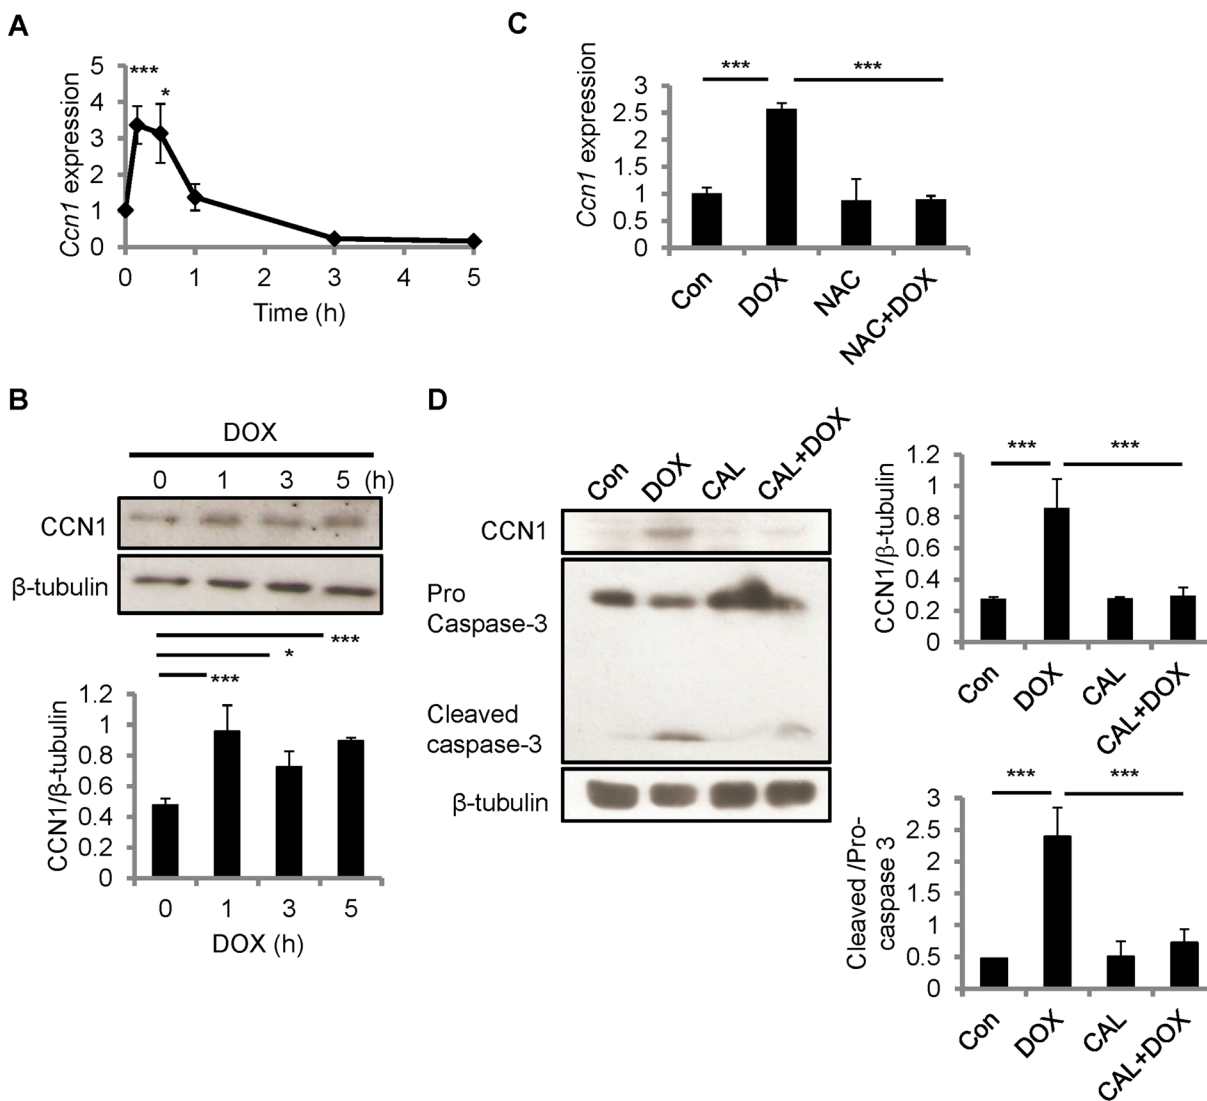 A
Ccn1 expression
5
4
3
2
1
0
***
*
0 1 2 3 4 5
Time (h)
C
Ccn1 expression
3
2.5
2
1.5
1
0.5
0
*** ***
Con DOX NAC NAC+DOX
B
DOX
0 1 3 5 (h)
CCN1
β-tubulin
***
*
***
CCN1/β-tubulin
1.2
1
0.8
0.6
0.4
0.2
0
0 1 3 5
DOX (h)
D
Con DOX CAL CAL+DOX
CCN1
Pro
Caspase-3
Cleaved
caspase-3
β-tubulin
CCN1/β-tubulin
1.2
1
0.8
0.6
0.4
0.2
0
*** ***
Con DOX CAL CAL+DOX
Cleaved /Pro-
caspase 3
3
2.5
2
1.5
1
0.5
0
*** ***
Con DOX CAL CAL+DOX